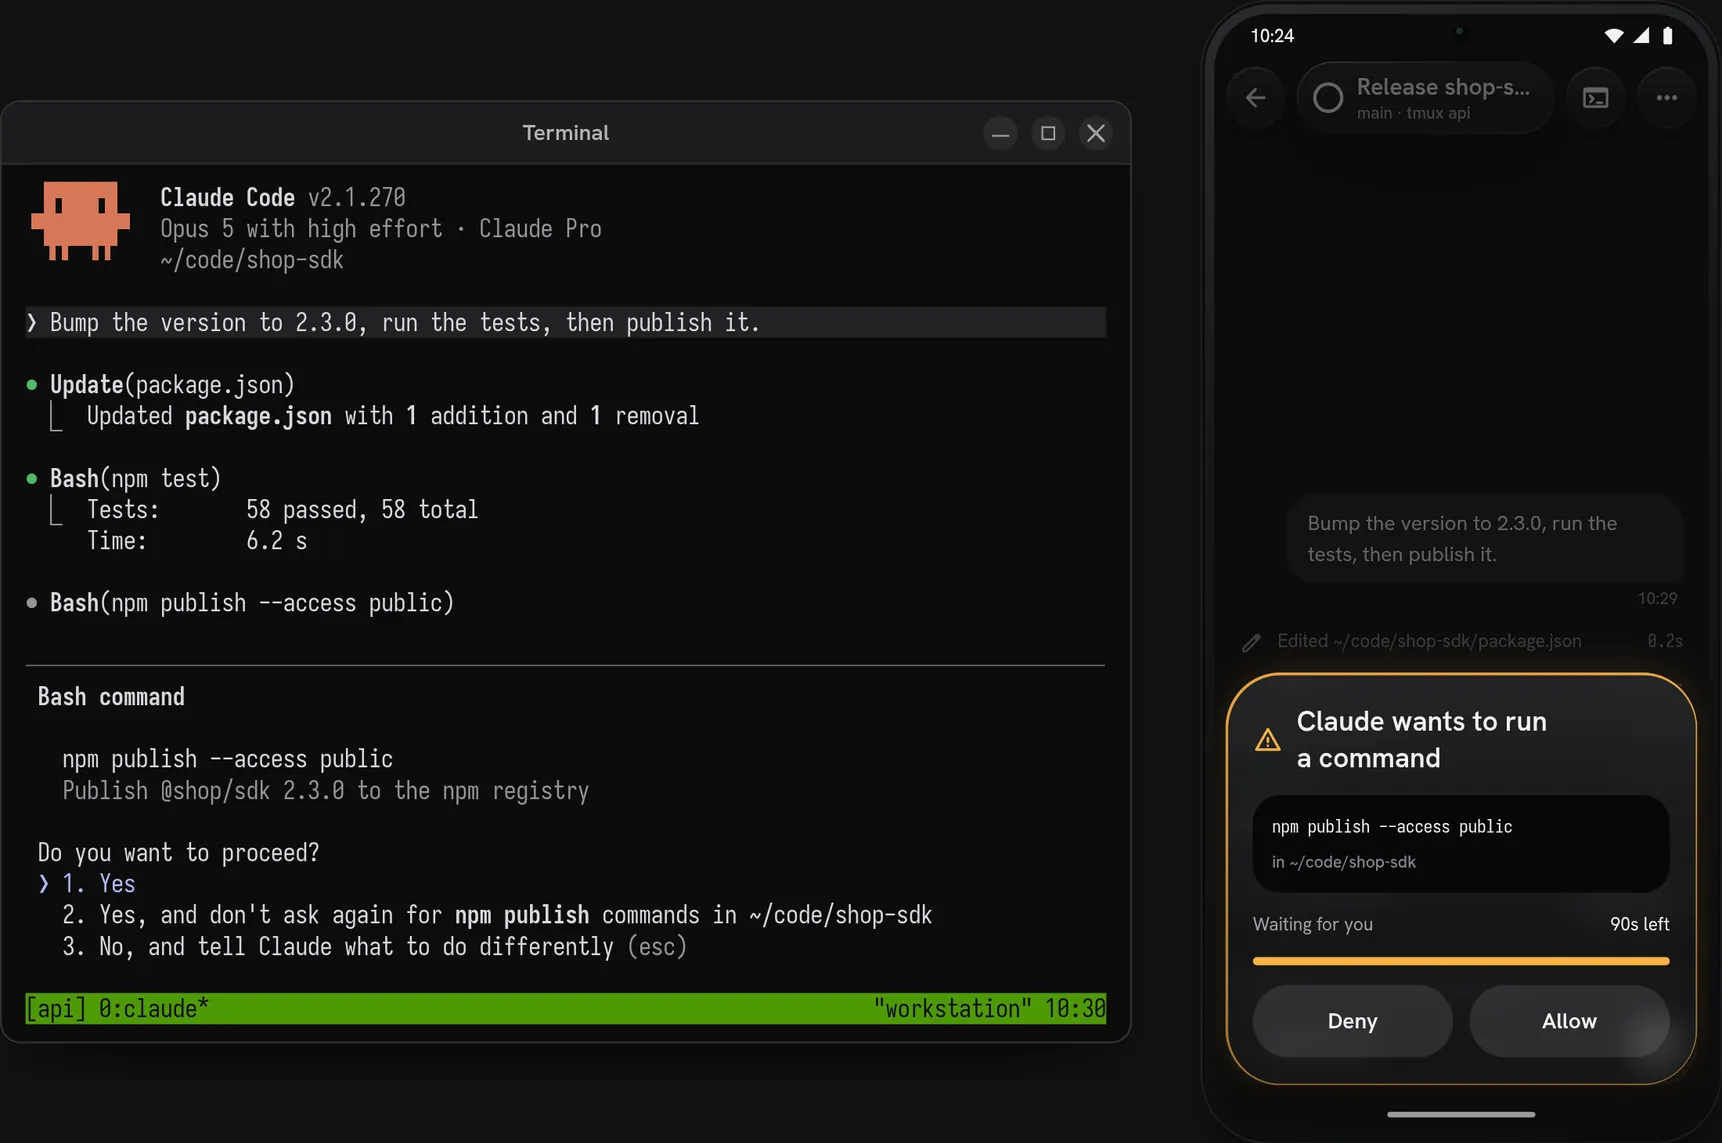 Terminal
Claude Code v2.1.270
Opus 5 with high effort · Claude Pro
~/code/shop-sdk
❯ Bump the version to 2.3.0, run the tests, then publish it.
● Update(package.json)
Updated package.json with 1 addition and 1 removal
● Bash(npm test)
Tests: 58 passed, 58 total
Time: 6.2 s
● Bash(npm publish --access public)
Bash command
npm publish --access public
Publish @shop/sdk 2.3.0 to the npm registry
Do you want to proceed?
❯ 1. Yes
2. Yes, and don't ask again for npm publish commands in ~/code/shop-sdk
3. No, and tell Claude what to do differently (esc)
[api] 0:claude* "workstation" 10:30
10:24
Release shop-s...
main · tmux api
Bump the version to 2.3.0, run the
tests, then publish it.
10:29
Edited ~/code/shop-sdk/package.json 0.2s
Claude wants to run
a command
npm publish --access public
in ~/code/shop-sdk
Waiting for you 90s left
Deny Allow